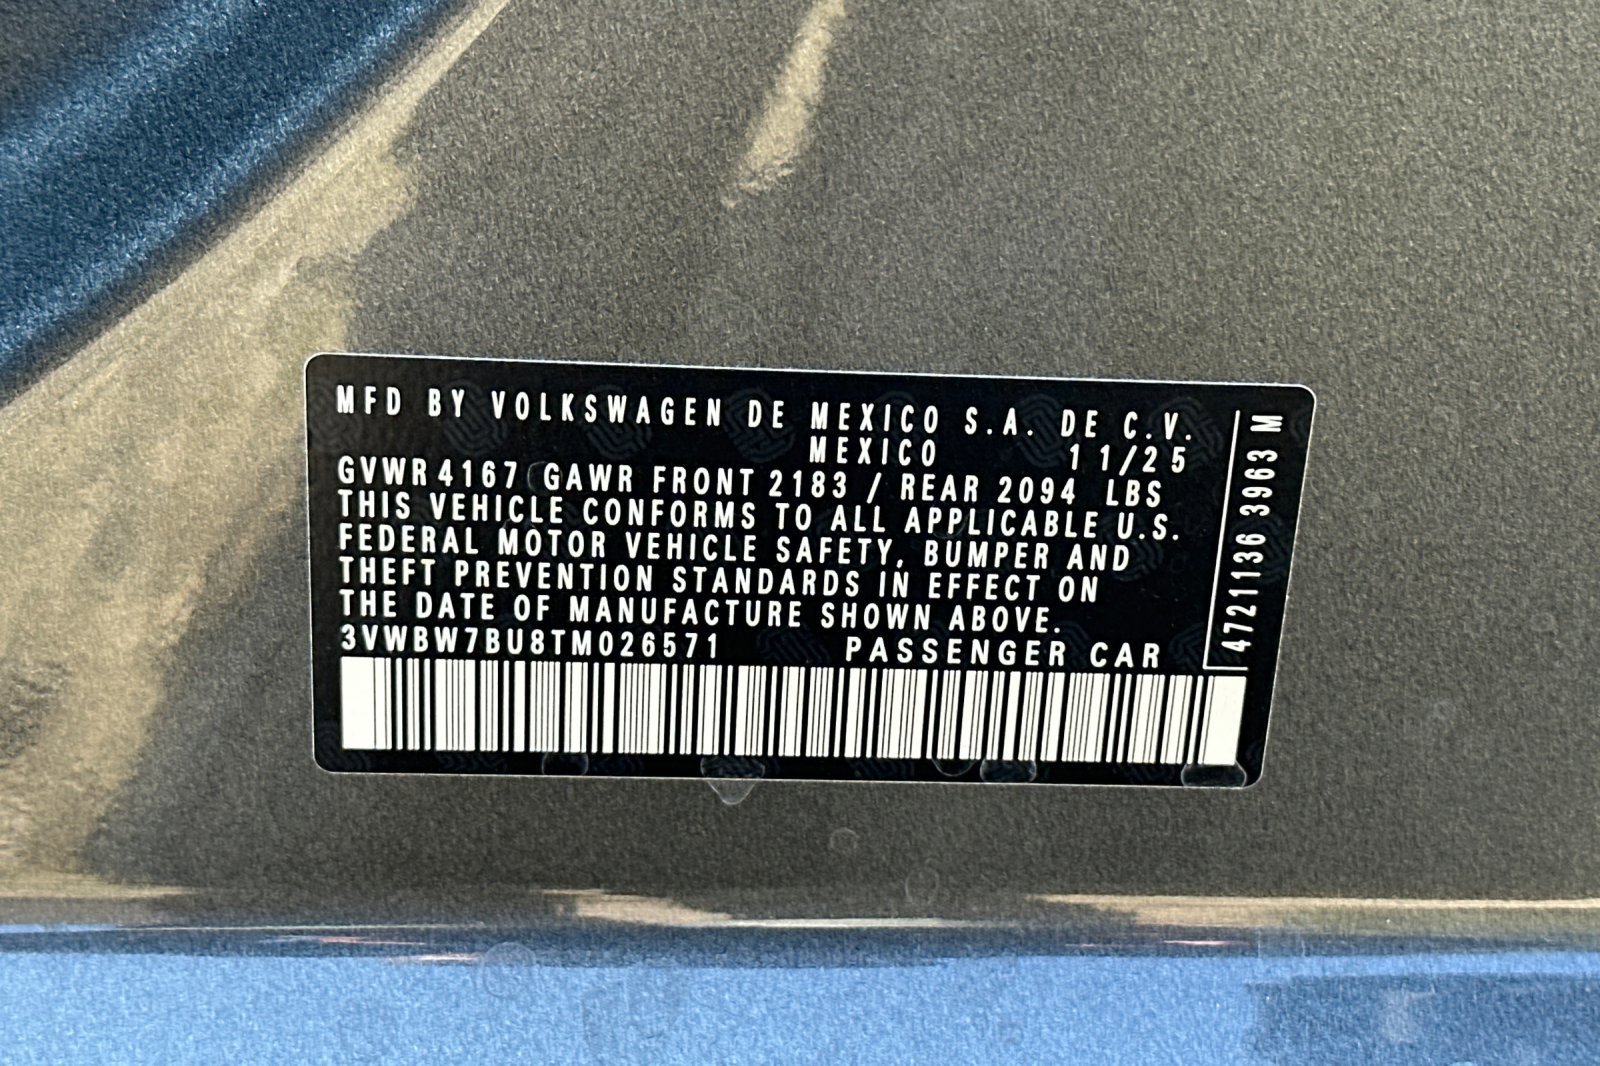 MFD BY VOLKSWAGEN DE MEXICO S.A. DE C.V.
MEXICO 11/25
GVWR 4167 GAWR FRONT 2183 / REAR 2094 LBS
THIS VEHICLE CONFORMS TO ALL APPLICABLE U.S.
FEDERAL MOTOR VEHICLE SAFETY, BUMPER AND
THEFT PREVENTION STANDARDS IN EFFECT ON
THE DATE OF MANUFACTURE SHOWN ABOVE.
3VWBW7BU8TM026571 PASSENGER CAR
4721136 3963 M